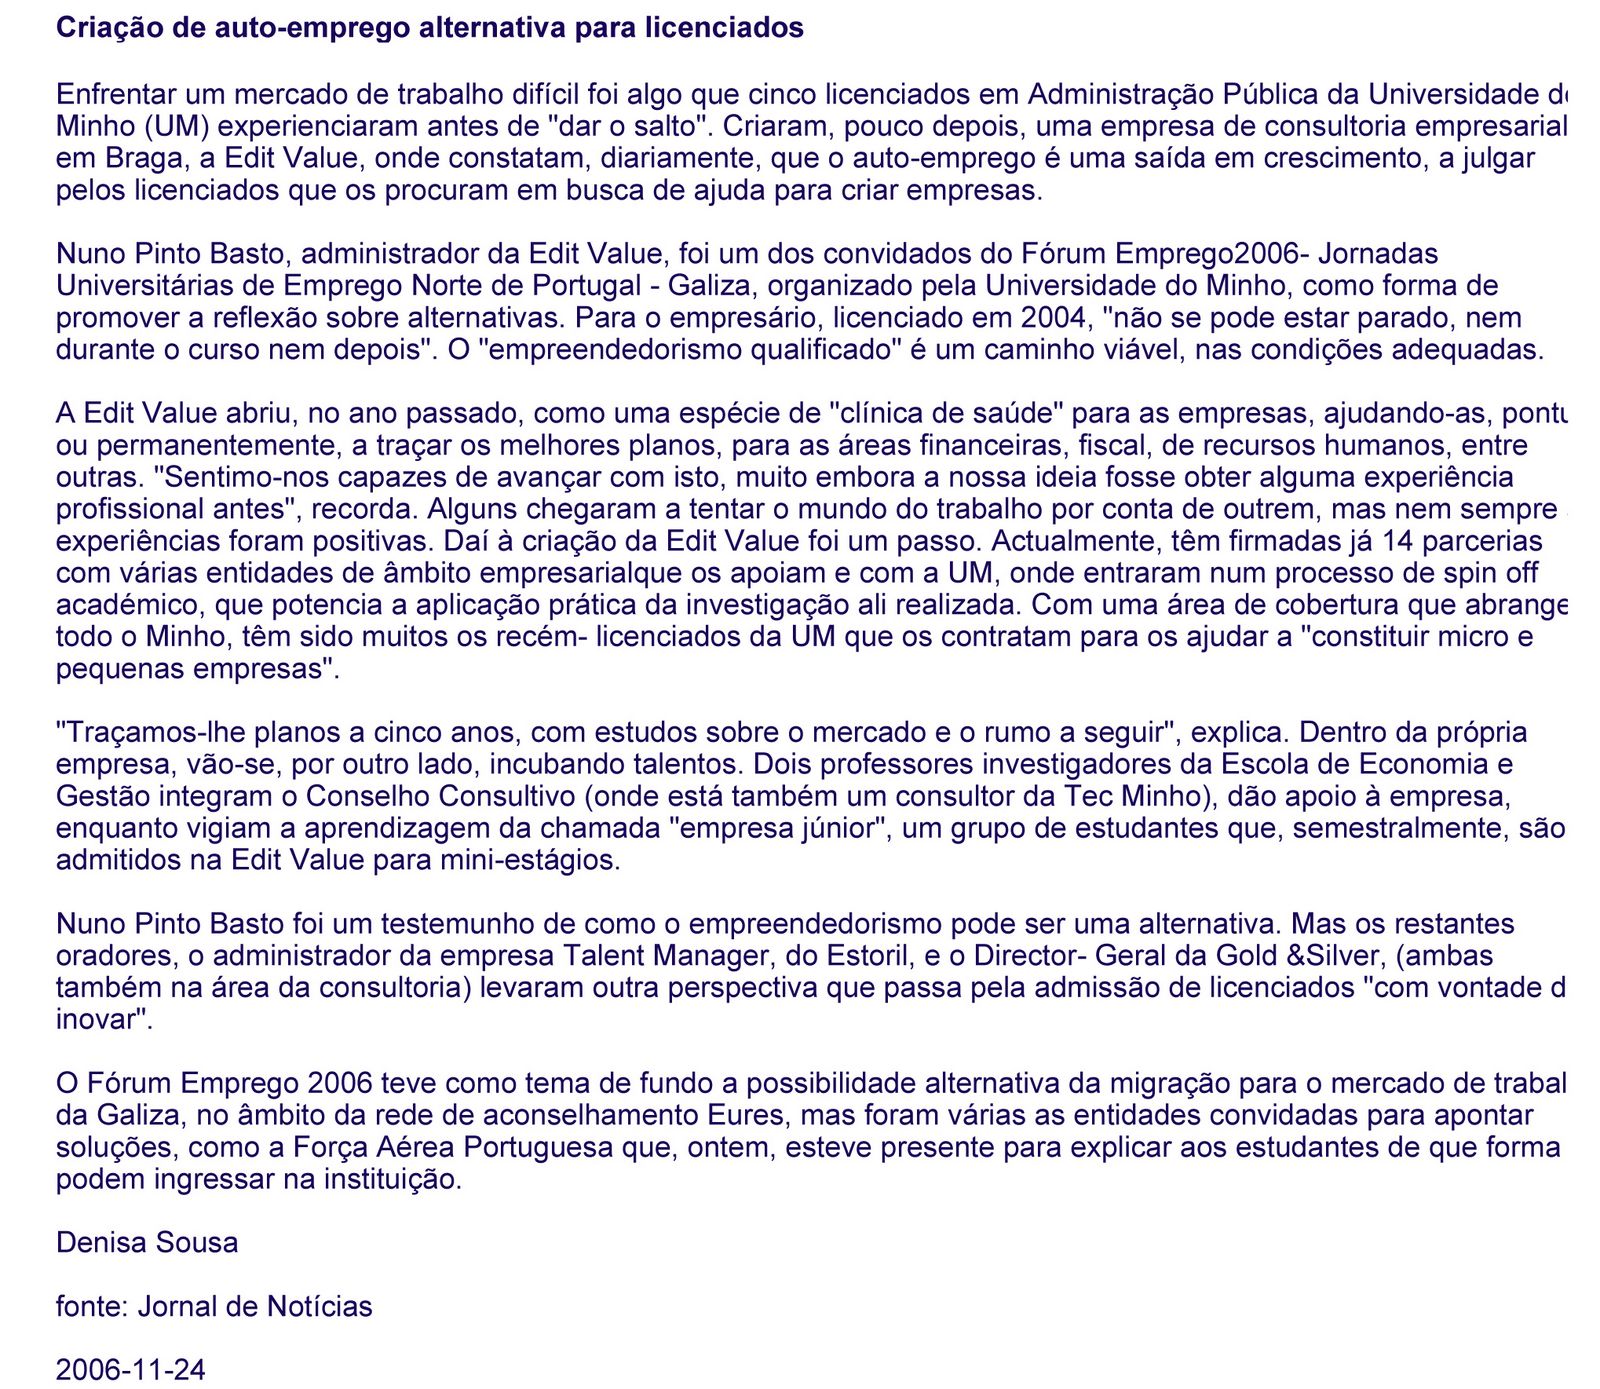 Criação de auto-emprego alternativa para licenciados
Enfrentar um mercado de trabalho difícil foi algo que cinco licenciados em Administração Pública da Universidade
Minho (UM) experienciaram antes de "dar o salto". Criaram, pouco depois, uma empresa de consultoria empresarial
em Braga, a Edit Value, onde constatam, diariamente, que o auto-emprego é uma saída em crescimento, a julgar
pelos licenciados que os procuram em busca de ajuda para criar empresas.
Nuno Pinto Basto, administrador da Edit Value, foi um dos convidados do Fórum Emprego2006- Jornadas
Universitárias de Emprego Norte de Portugal - Galiza, organizado pela Universidade do Minho, como forma de
promover a reflexão sobre alternativas. Para o empresário, licenciado em 2004, "não se pode estar parado, nem
durante o curso nem depois". O "empreendedorismo qualificado" é um caminho viável, nas condições adequadas.
A Edit Value abriu, no ano passado, como uma espécie de "clínica de saúde" para as empresas, ajudando-as,
ou permanentemente, a traçar os melhores planos, para as áreas financeiras, fiscal, de recursos humanos, entre
outras. "Sentimo-nos capazes de avançar com isto, muito embora a nossa ideia fosse obter alguma experiência
profissional antes", recorda. Alguns chegaram a tentar o mundo do trabalho por conta de outrem, mas nem sempre
experiências foram positivas. Daí à criação da Edit Value foi um passo. Actualmente, têm firmadas já 14 parcerias
com várias entidades de âmbito empresarialque os apoiam e com a UM, onde entraram num processo de spin off
académico, que potencia a aplicação prática da investigação ali realizada. Com uma área de cobertura que abrange
todo o Minho, têm sido muitos os recém- licenciados da UM que os contratam para os ajudar a "constituir micro e
pequenas empresas".
"Traçamos-lhe planos a cinco anos, com estudos sobre o mercado e o rumo a seguir", explica. Dentro da própria
empresa, vão-se, por outro lado, incubando talentos. Dois professores investigadores da Escola de Economia e
Gestão integram o Conselho Consultivo (onde está também um consultor da Tec Minho), dão apoio à empresa,
enquanto vigiam a aprendizagem da chamada "empresa júnior", um grupo de estudantes que, semestralmente, são
admitidos na Edit Value para mini-estágios.
Nuno Pinto Basto foi um testemunho de como o empreendedorismo pode ser uma alternativa. Mas os restantes
oradores, o administrador da empresa Talent Manager, do Estoril, e o Director- Geral da Gold &Silver, (ambas
também na área da consultoria) levaram outra perspectiva que passa pela admissão de licenciados "com vontade
inovar".
O Fórum Emprego 2006 teve como tema de fundo a possibilidade alternativa da migração para o mercado de trabal
da Galiza, no âmbito da rede de aconselhamento Eures, mas foram várias as entidades convidadas para apontar
soluções, como a Força Aérea Portuguesa que, ontem, esteve presente para explicar aos estudantes de que forma
podem ingressar na instituição.
Denisa Sousa
fonte: Jornal de Notícias
2006-11-24